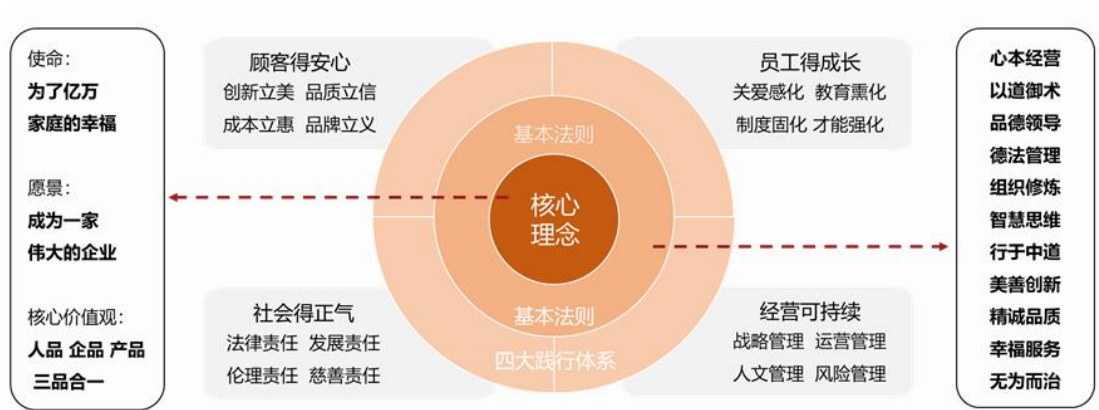 使命：
为了亿万
家庭的幸福
愿景：
成为一家
伟大的企业
核心价值观：
人品 企品 产品
三品合一
顾客得安心
创新立美 品质立信
成本立惠 品牌立义
员工得成长
关爱感化 教育熏化
制度固化 才能强化
基本法则
核心
理念
基本法则
四大践行体系
社会得正气
法律责任 发展责任
伦理责任 慈善责任
经营可持续
战略管理 运营管理
人文管理 风险管理
心本经营
以道御术
品德领导
德法管理
组织修炼
智慧思维
行于中道
美善创新
精诚品质
幸福服务
无为而治